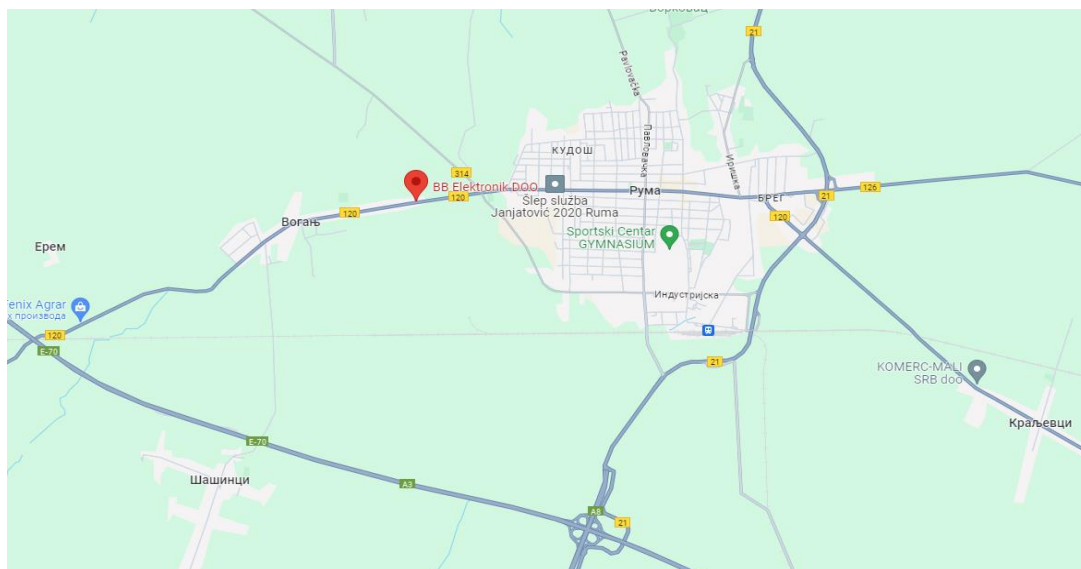 21
Pavlovačka
КУДОШ
314
BB Elektronik DOO
120
Šlep služba
Janjatović 2020 Ruma
Павловачка
Рума
Иришка
БРЕГ
126
21
120
120
Вогањ
Ерем
Sportski Centar
GYMNASIUM
Индустријска
Fenix Agrar
х производа
120
E-70
21
KOMERC-MALI
SRB doo
Краљевци
E-70
Шашинци
A3
A8
21